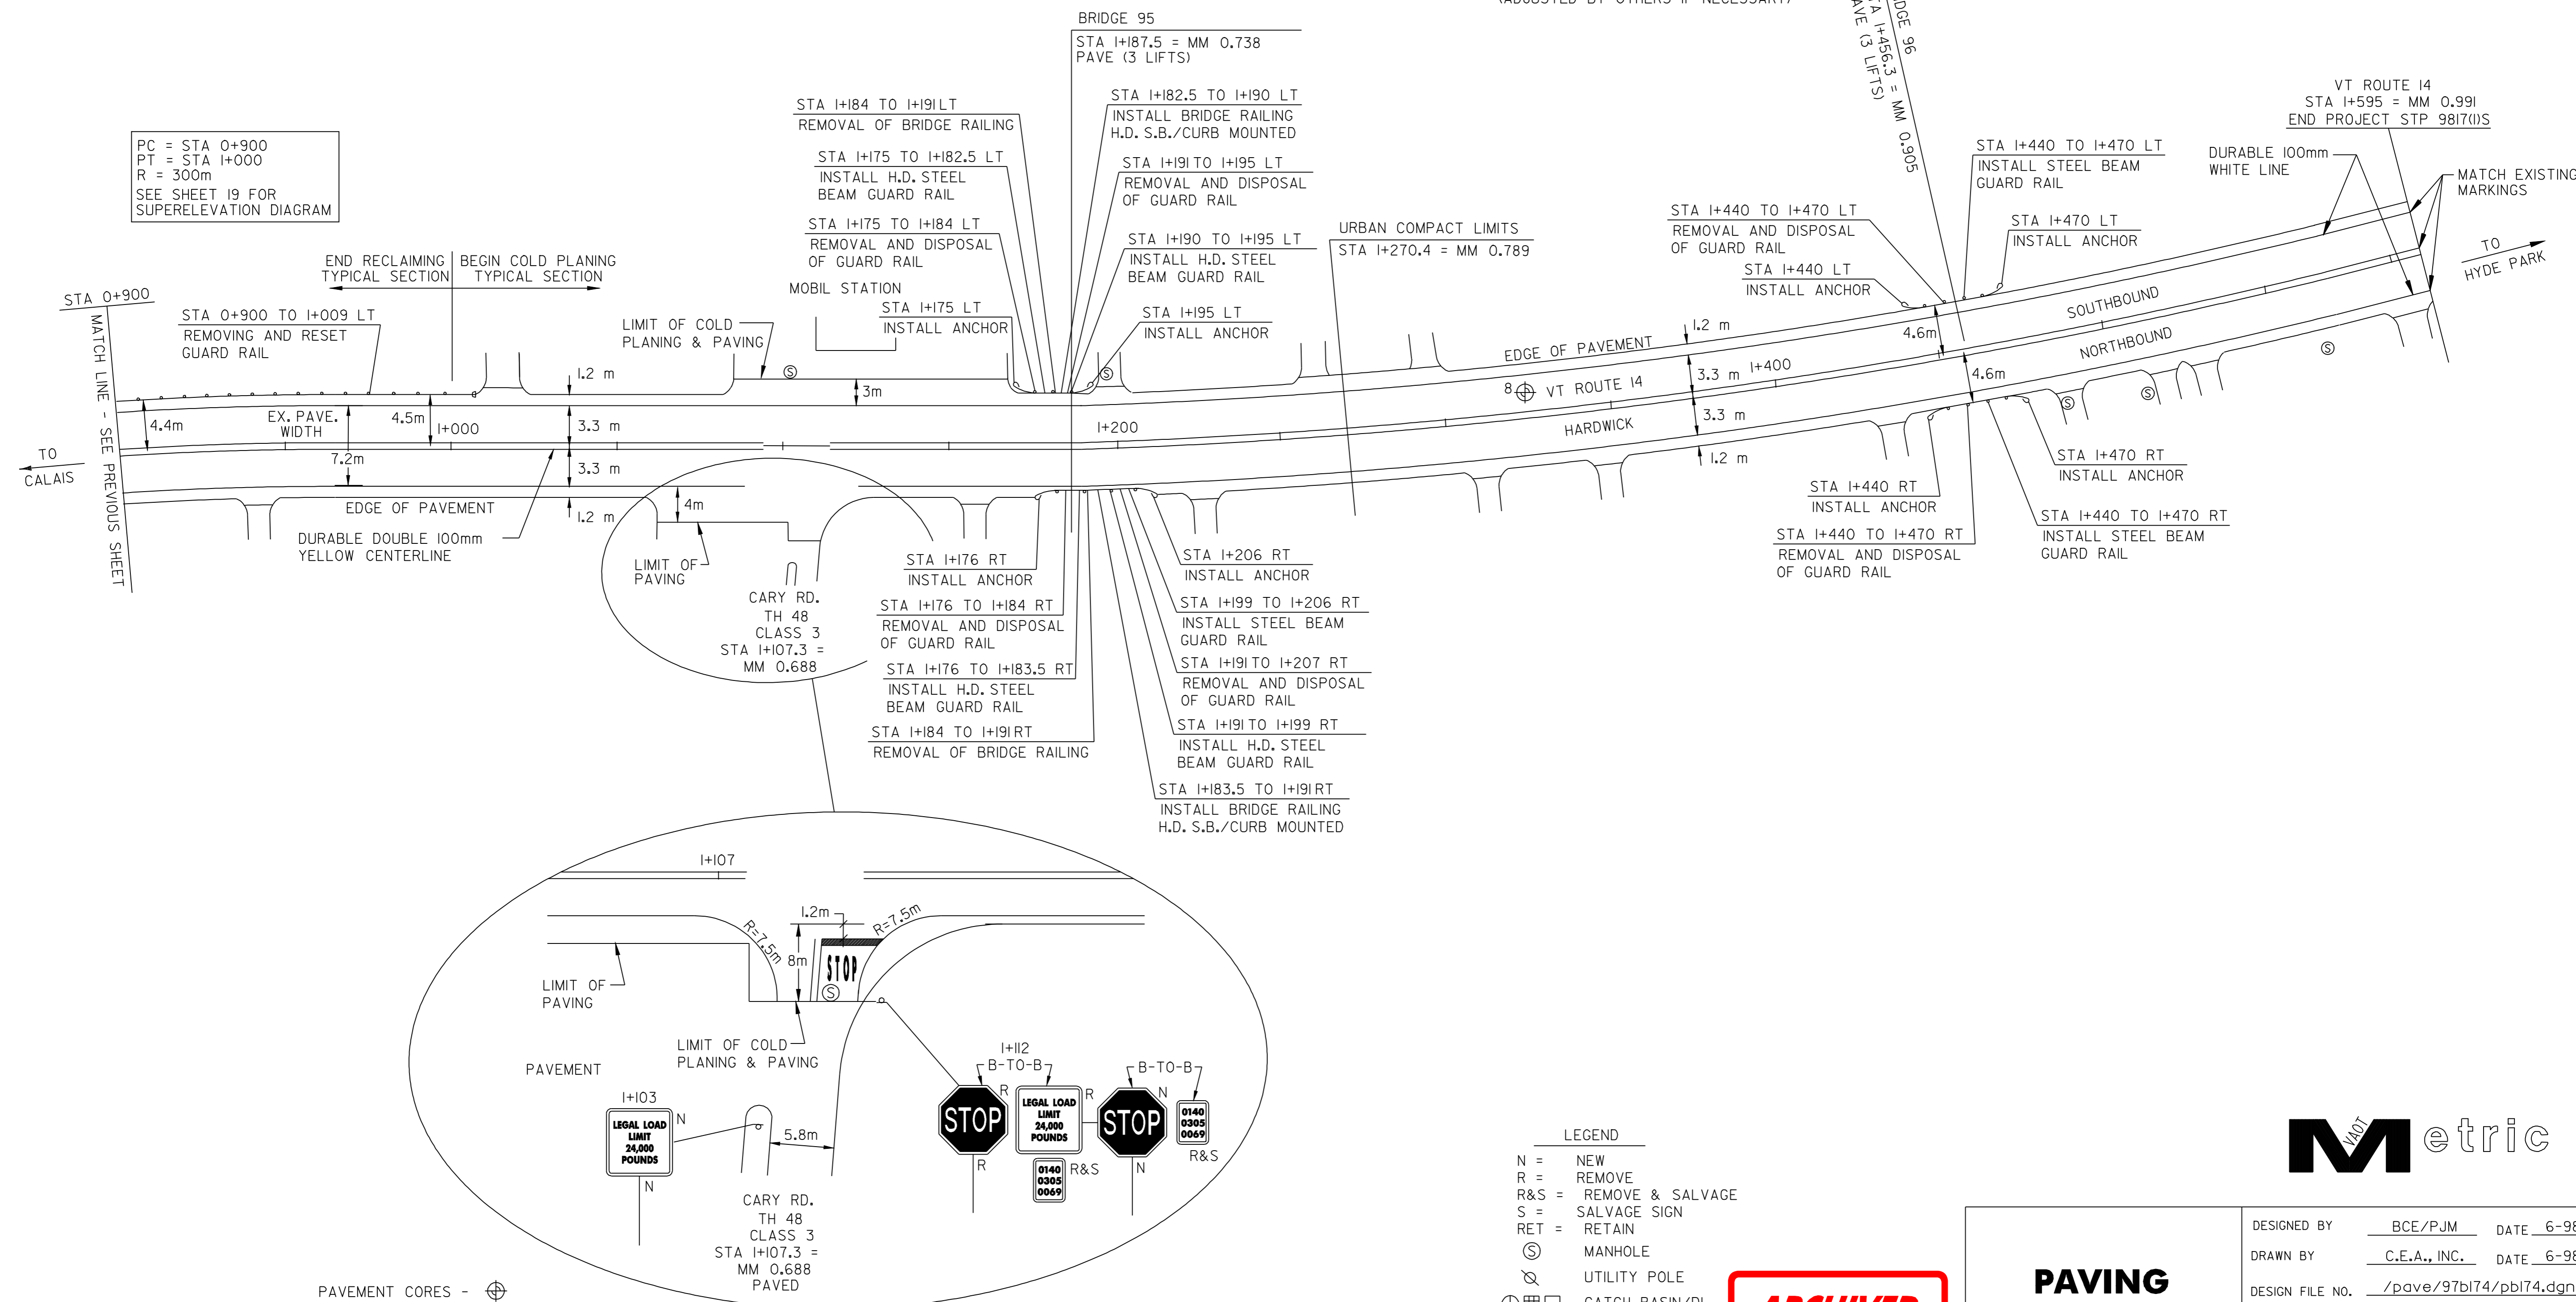 BRIDGE 95
STA 1+187.5 = MM 0.738
PAVE (3 LIFTS)
PC = STA 0+900
PT = STA 1+000
R = 300m
SEE SHEET 19 FOR
SUPERELEVATION DIAGRAM
STA 1+184 TO 1+191 LT
REMOVAL OF BRIDGE RAILING
STA 1+175 TO 1+182.5 LT
INSTALL H.D. STEEL
BEAM GUARD RAIL
STA 1+175 TO 1+184 LT
REMOVAL AND DISPOSAL
OF GUARD RAIL
MOBIL STATION
STA 1+175 LT
INSTALL ANCHOR
STA 1+182.5 TO 1+190 LT
INSTALL BRIDGE RAILING
H.D. S.B./CURB MOUNTED
STA 1+191 TO 1+195 LT
REMOVAL AND DISPOSAL
OF GUARD RAIL
STA 1+190 TO 1+195 LT
INSTALL H.D. STEEL
BEAM GUARD RAIL
STA 1+195 LT
INSTALL ANCHOR
URBAN COMPACT LIMITS
STA 1+270.4 = MM 0.789
96
1+456.3 = MM 0.905
(3 LIFTS)
STA 1+440 TO 1+470 LT
REMOVAL AND DISPOSAL
OF GUARD RAIL
STA 1+440 LT
INSTALL ANCHOR
STA 1+440 TO 1+470 LT
INSTALL STEEL BEAM
GUARD RAIL
STA 1+470 LT
INSTALL ANCHOR
VT ROUTE 14
STA 1+595 = MM 0.991
END PROJECT STP 9817(1)S
DURABLE 100mm
WHITE LINE
MATCH EXISTING
MARKINGS
TO
HYDE PARK
END RECLAIMING
TYPICAL SECTION
BEGIN COLD PLANING
TYPICAL SECTION
STA 0+900
MATCH LINE - SEE PREVIOUS SHEET
STA 0+900 TO 1+009 LT
REMOVING AND RESET
GUARD RAIL
LIMIT OF COLD
PLANING & PAVING
S
S
1.2 m
3m
4.4m
EX. PAVE.
WIDTH
4.5m
1+000
3.3 m
7.2m
3.3 m
1.2 m
TO
CALAIS
EDGE OF PAVEMENT
DURABLE DOUBLE 100mm
YELLOW CENTERLINE
4m
LIMIT OF
PAVING
1+200
EDGE OF PAVEMENT
8
VT ROUTE 14
HARDWICK
1.2 m
3.3 m
1+400
3.3 m
1.2 m
4.6m
4.6m
SOUTHBOUND
NORTHBOUND
S
S
S
CARY RD.
TH 48
CLASS 3
STA 1+107.3 =
MM 0.688
STA 1+176 RT
INSTALL ANCHOR
STA 1+176 TO 1+184 RT
REMOVAL AND DISPOSAL
OF GUARD RAIL
STA 1+176 TO 1+183.5 RT
INSTALL H.D. STEEL
BEAM GUARD RAIL
STA 1+184 TO 1+191 RT
REMOVAL OF BRIDGE RAILING
STA 1+206 RT
INSTALL ANCHOR
STA 1+199 TO 1+206 RT
INSTALL STEEL BEAM
GUARD RAIL
STA 1+191 TO 1+207 RT
REMOVAL AND DISPOSAL
OF GUARD RAIL
STA 1+191 TO 1+199 RT
INSTALL H.D. STEEL
BEAM GUARD RAIL
STA 1+183.5 TO 1+191 RT
INSTALL BRIDGE RAILING
H.D. S.B./CURB MOUNTED
STA 1+440 RT
INSTALL ANCHOR
STA 1+440 TO 1+470 RT
REMOVAL AND DISPOSAL
OF GUARD RAIL
STA 1+470 RT
INSTALL ANCHOR
STA 1+440 TO 1+470 RT
INSTALL STEEL BEAM
GUARD RAIL
1+107
1.2m
R=7.5m
R=7.5m
8m
STOP
S
LIMIT OF
PAVING
LIMIT OF COLD
PLANING & PAVING
PAVEMENT
1+103
LEGAL LOAD
LIMIT
24,000
POUNDS
N
N
5.8m
CARY RD.
TH 48
CLASS 3
STA 1+107.3 =
MM 0.688
PAVED
1+112
B-TO-B
STOP
R
R
LEGAL LOAD
LIMIT
24,000
POUNDS
R
0140
0305
0069
R&S
B-TO-B
STOP
N
N
0140
0305
0069
R&S
PAVEMENT CORES -
LEGEND
N = NEW
R = REMOVE
R&S = REMOVE & SALVAGE
S = SALVAGE SIGN
RET = RETAIN
S MANHOLE
UTILITY POLE
CATCH BASIN/DI
ARCHIVED
VAOT
Metric
PAVING
DESIGNED BY BCE/PJM DATE 6-98
DRAWN BY C.E.A., INC. DATE 6-98
DESIGN FILE NO. /pave/97b174/pb174.dgn